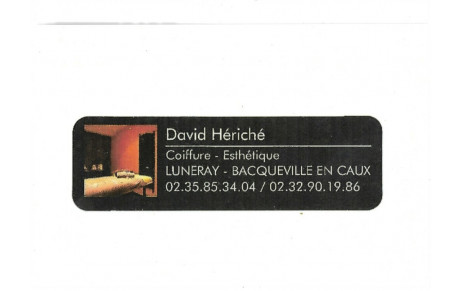 David Hériché
Coiffure - Esthétique
LUNERAY - BACQUEVILLE EN CAUX
02.35.85.34.04 / 02.32.90.19.86